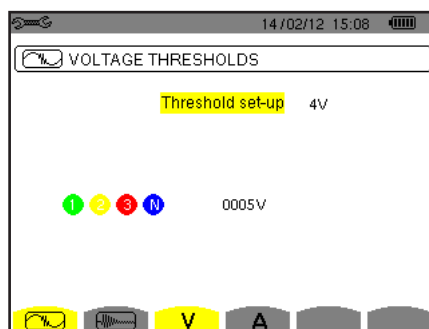 14/02/12 15:08
VOLTAGE THRESHOLDS
Threshold set-up 4V
1 2 3 N 0005V
V A